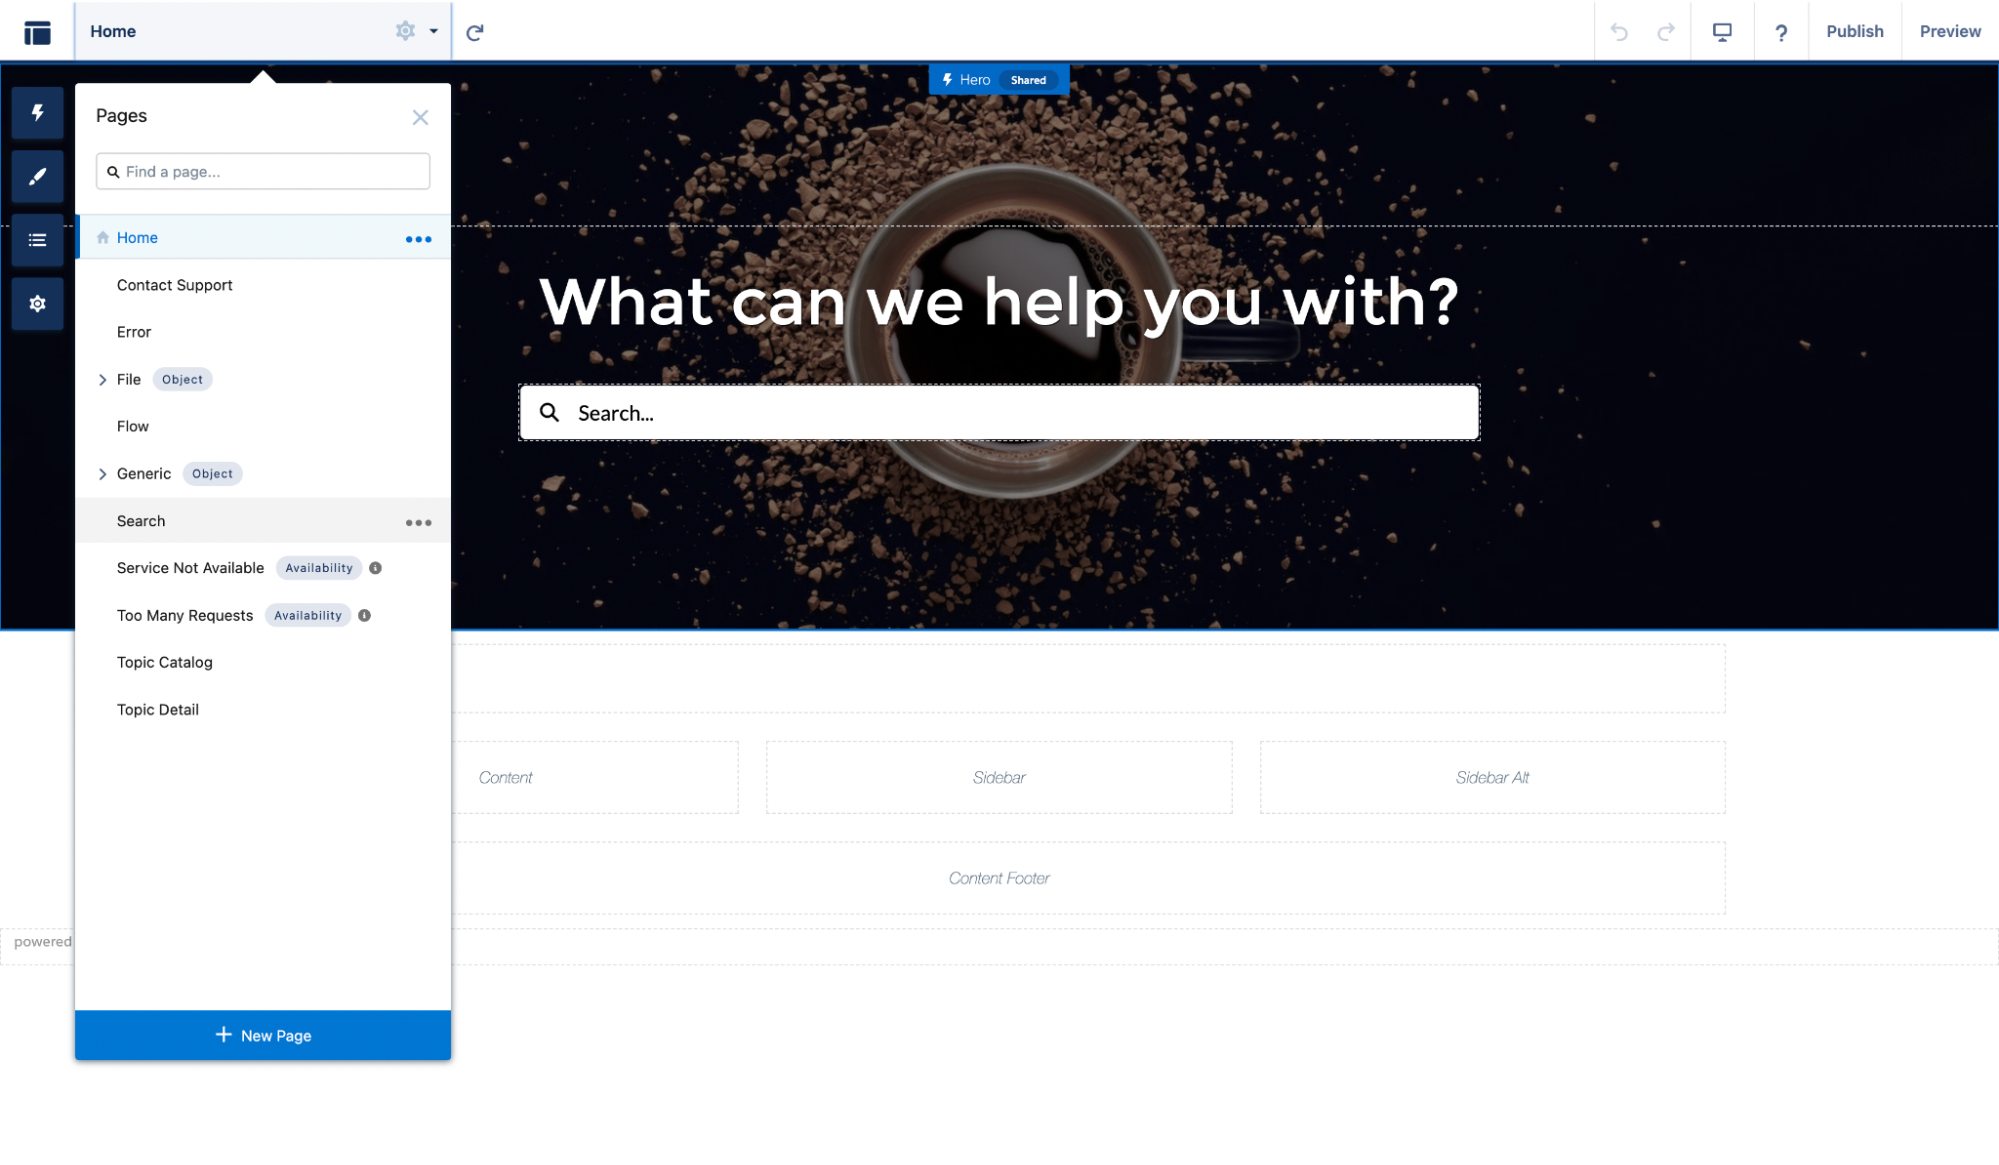 Home
? Publish Preview
Hero Shared
Pages
Find a page...
Home
Contact Support
Error
File Object
Flow
Generic Object
Search
Service Not Available Availability
Too Many Requests Availability
Topic Catalog
Topic Detail
New Page
What can we help you with?
Search...
Content Sidebar Sidebar Alt
Content Footer
powered